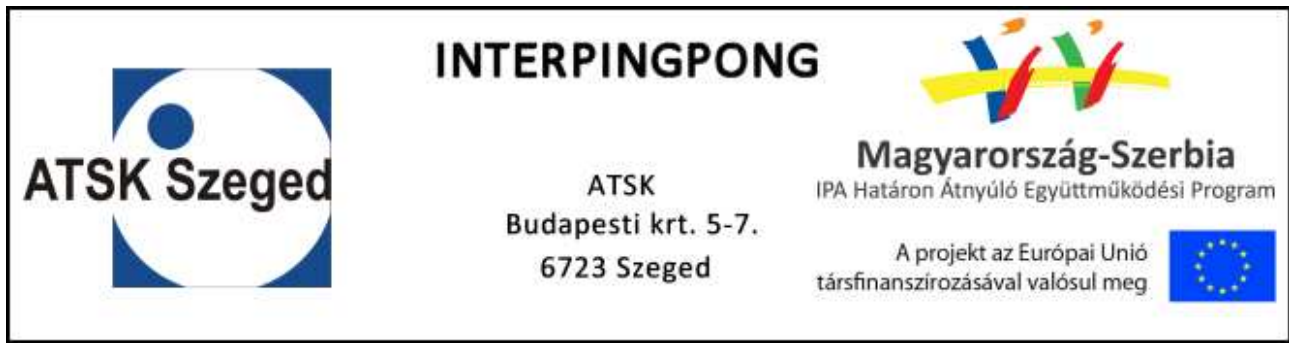 ATSK Szeged
INTERPINGPONG
ATSK
Budapesti krt. 5-7.
6723 Szeged
Magyarország-Szerbia
IPA Határon Átnyúló Együttműködési Program
A projekt az Európai Unió
társfinanszírozásával valósul meg